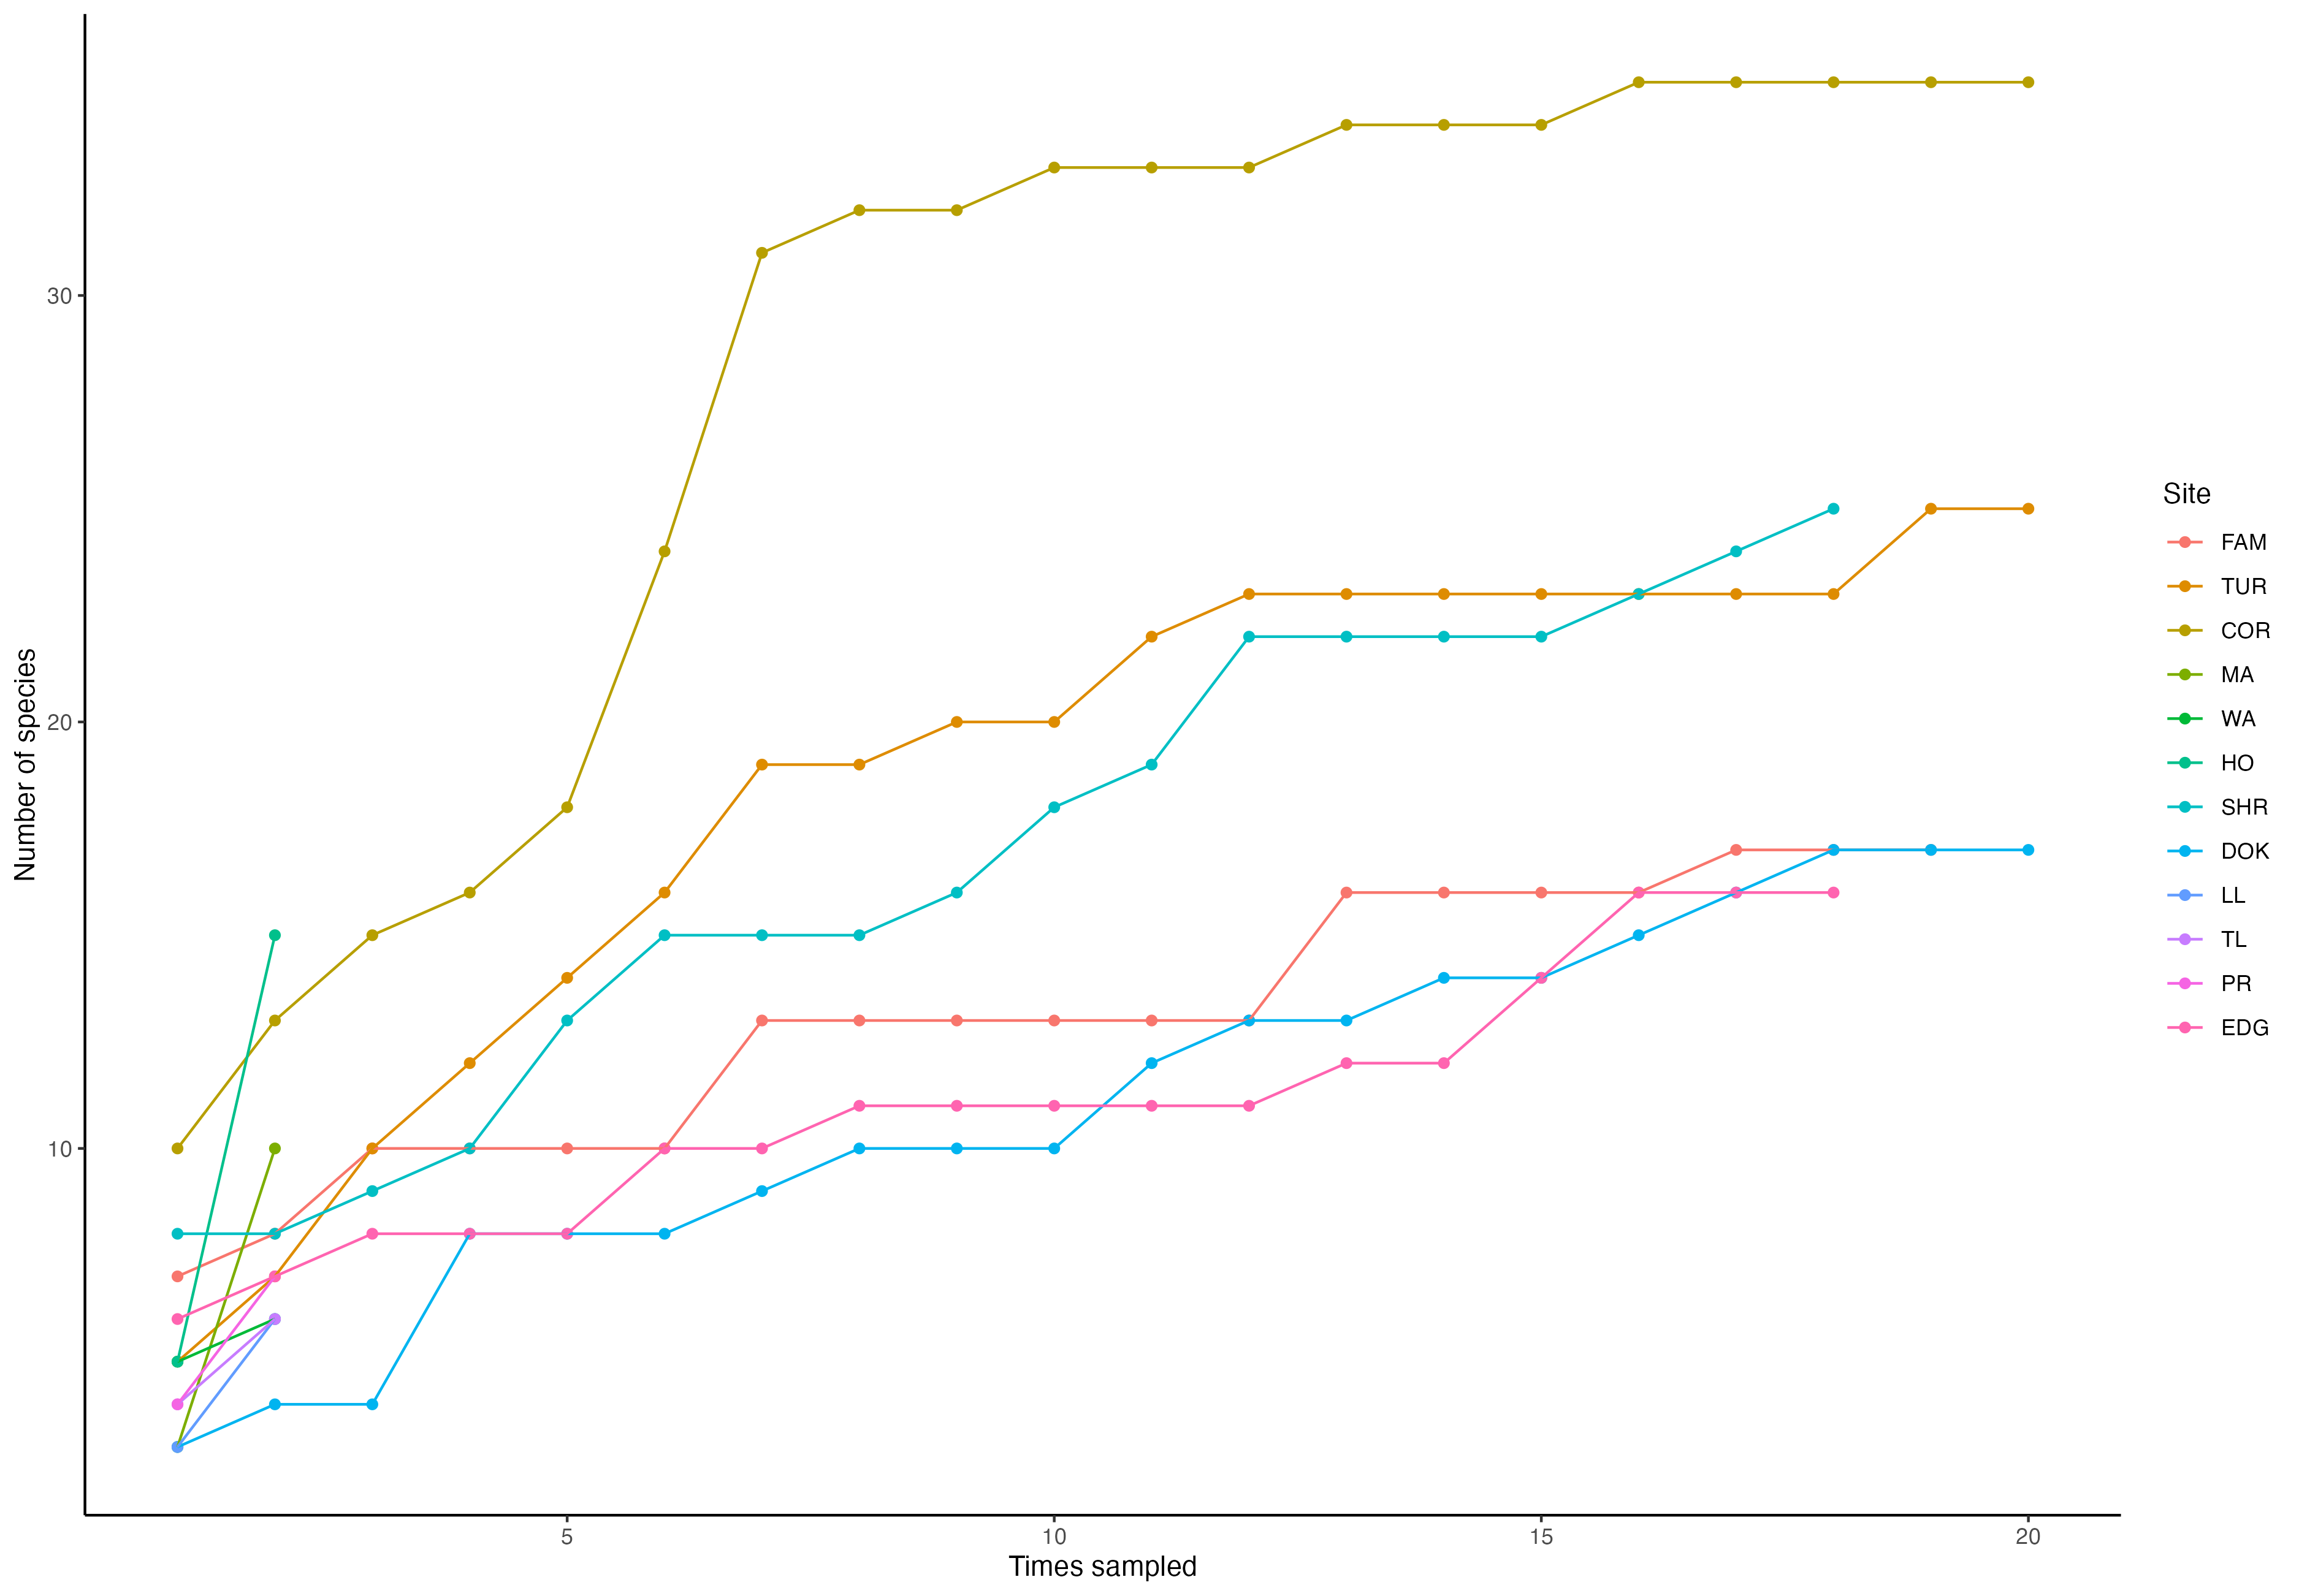 Number of species
30
20
10
5
10
15
20
Times sampled
Site
FAM
TUR
COR
MA
WA
HO
SHR
DOK
LL
TL
PR
EDG